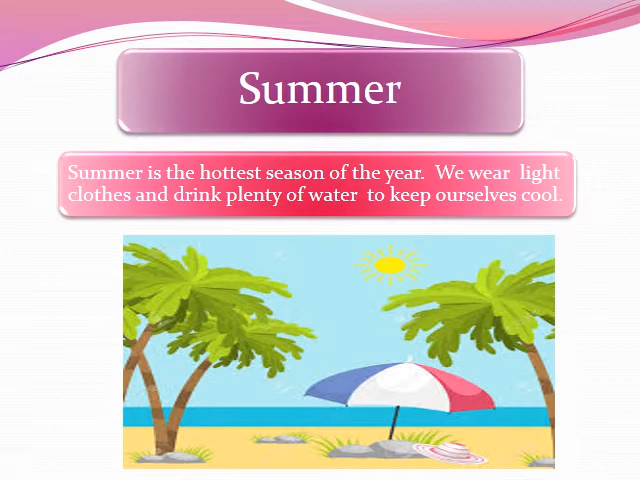 Summer
Summer is the hottest season of the year.  We wear  light
clothes and drink plenty of water  to keep ourselves cool.